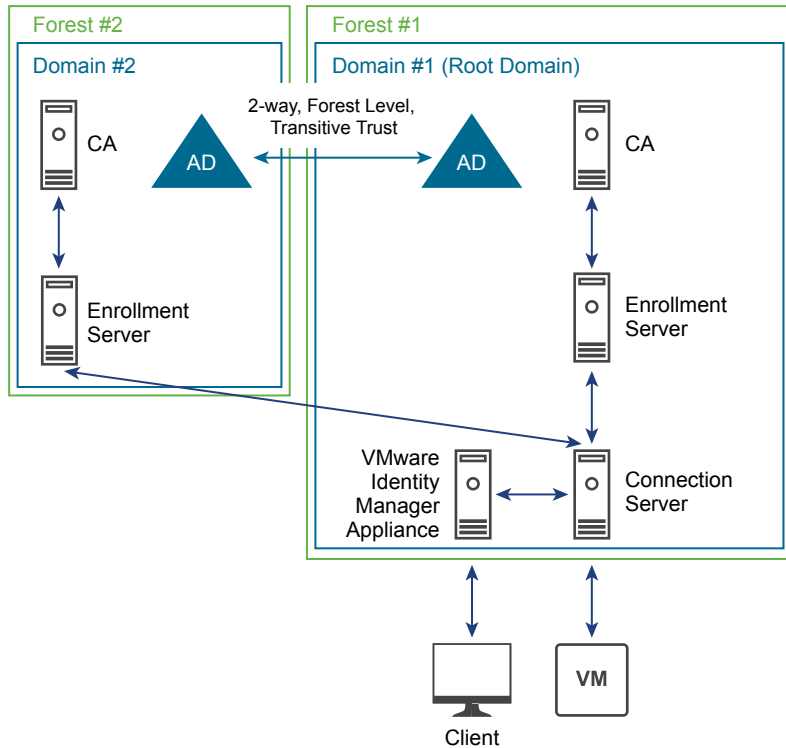 Forest #2
Domain #2
CA
AD
Enrollment
Server
2-way, Forest Level,
Transitive Trust
Forest #1
Domain #1 (Root Domain)
AD
CA
Enrollment
Server
VMware
Identity
Manager
Appliance
Connection
Server
Client
VM